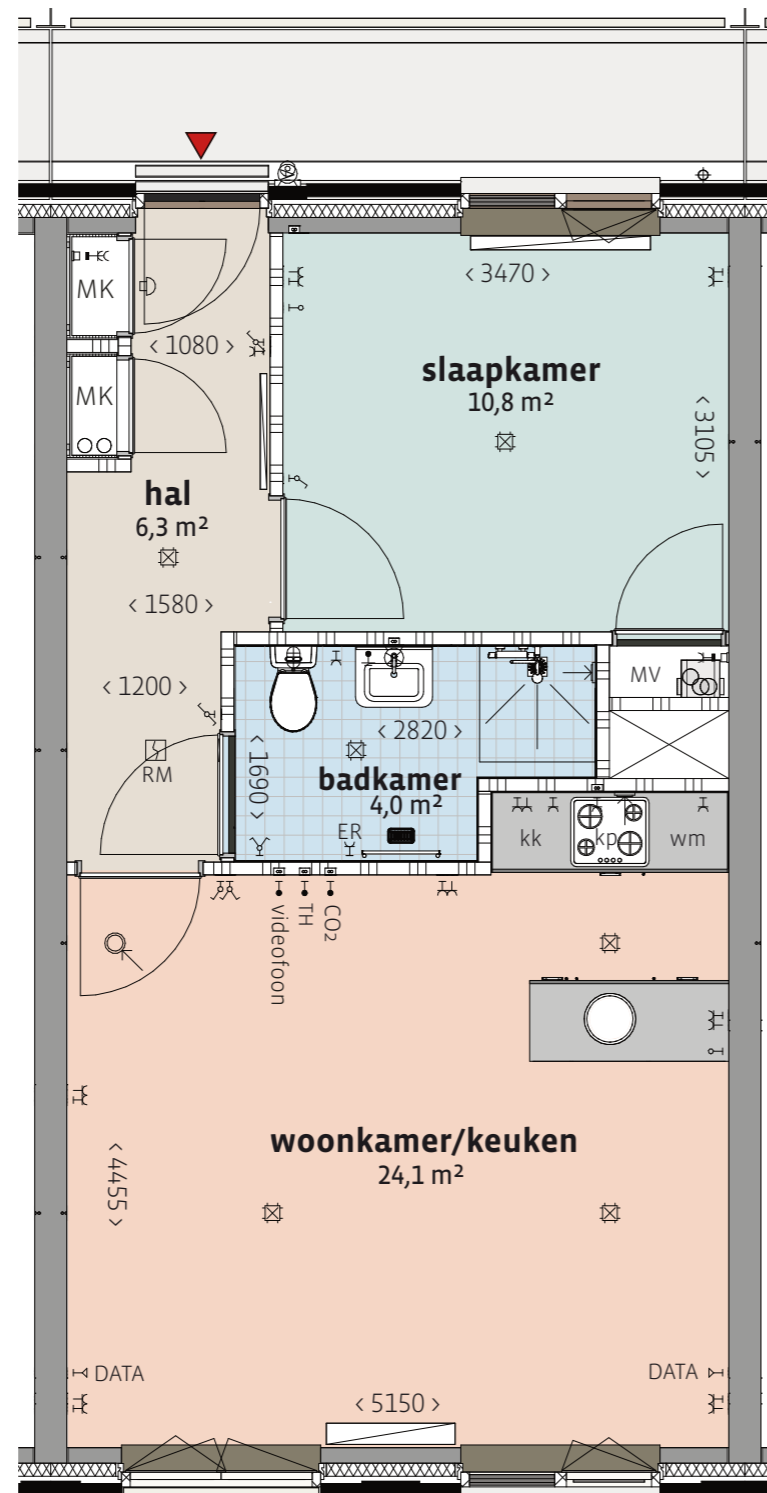 MK
< 3470 >
< 1080 >
slaapkamer
10,8 m²
MK
< 3105 >
hal
6,3 m²
< 1580 >
< 1200 >
MV
< 2820 >
RM
< 1690 >
badkamer
4,0 m²
ER
kk
kp
wm
videofoon
TH
CO2
woonkamer/keuken
24,1 m²
< 4455 >
DATA
DATA
< 5150 >